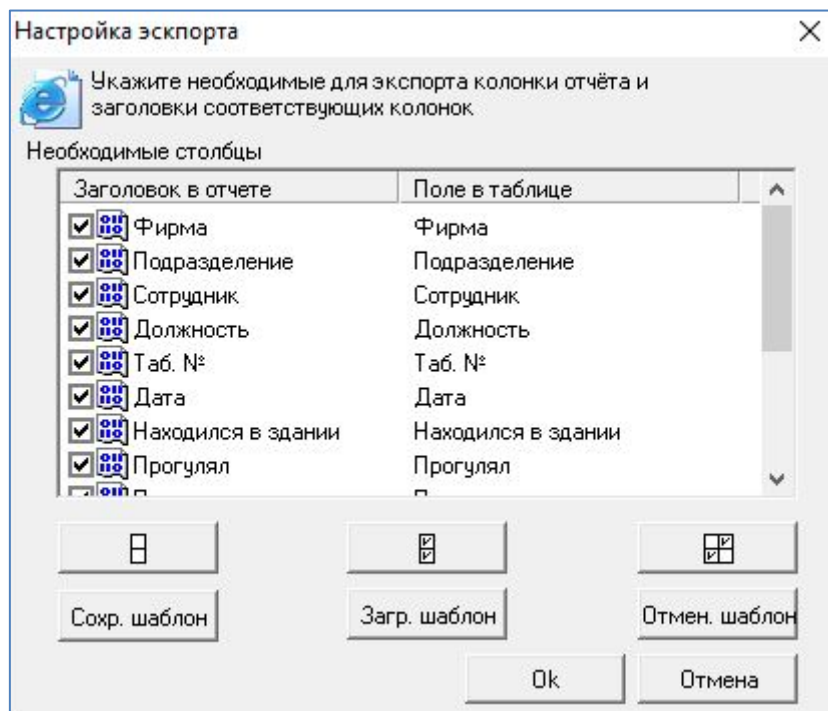 Настройка эскпорта
Укажите необходимые для экспорта колонки отчёта и
заголовки соответствующих колонок
Необходимые столбцы
Заголовок в отчете Поле в таблице
Фирма Фирма
Подразделение Подразделение
Сотрудник Сотрудник
Должность Должность
Таб. № Таб. №
Дата Дата
Находился в здании Находился в здании
Прогулял Прогулял
Сохр. шаблон Загр. шаблон Отмен. шаблон
Ok Отмена